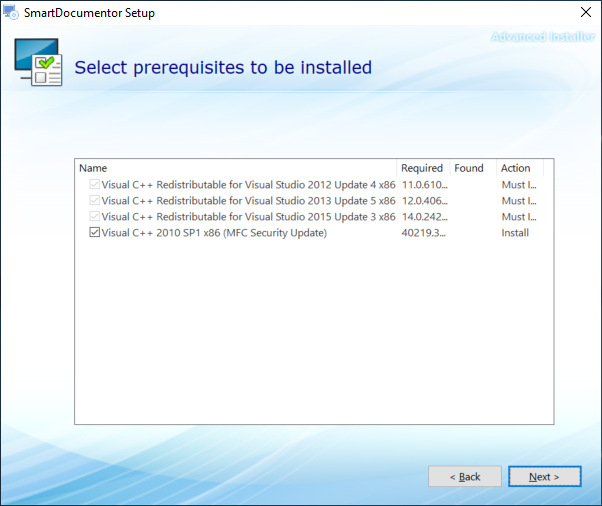 SmartDocumentor Setup
Advanced Installer
Select prerequisites to be installed
Name Required Found Action
Visual C++ Redistributable for Visual Studio 2012 Update 4 x86 11.0.610... Must I...
Visual C++ Redistributable for Visual Studio 2013 Update 5 x86 12.0.406... Must I...
Visual C++ Redistributable for Visual Studio 2015 Update 3 x86 14.0.242... Must I...
Visual C++ 2010 SP1 x86 (MFC Security Update) 40219.3... Install
< Back Next >